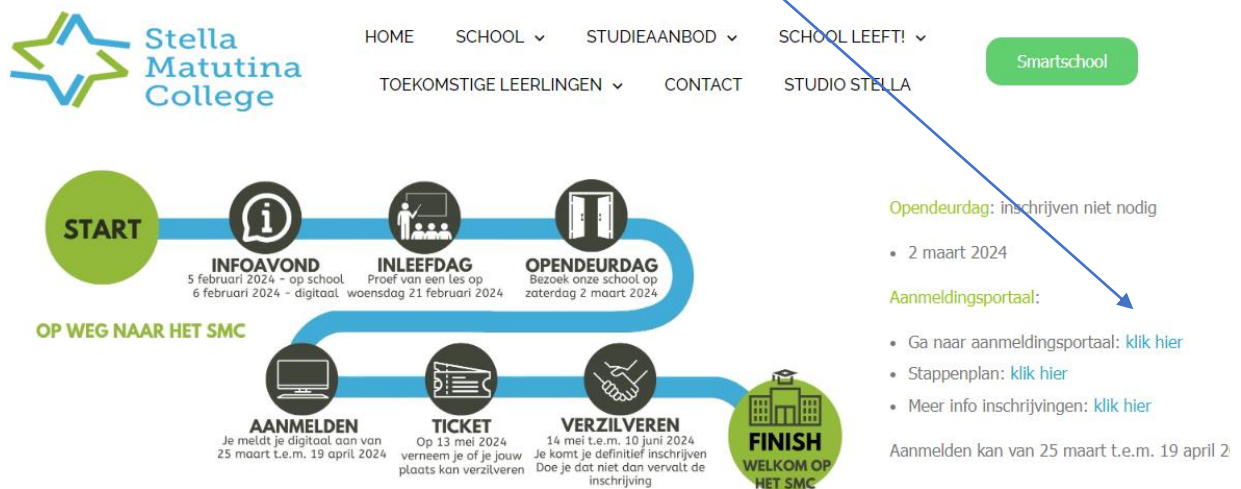 Stella
Matutina
College
HOME SCHOOL STUDIEAANBOD SCHOOL LEEFT!
TOEKOMSTIGE LEERLINGEN CONTACT STUDIO STELLA
Smartschool
START
INFOAVOND
5 februari 2024 - op school
6 februari 2024 - digitaal
INLEEFDAG
Proef van een les op
woensdag 21 februari 2024
OPENDEURDAG
Bezoek onze school op
zaterdag 2 maart 2024
OP WEG NAAR HET SMC
AANMELDEN
Je meldt je digitaal aan van
25 maart t.e.m. 19 april 2024
TICKET
Op 13 mei 2024
verneem je of je jouw
plaats kan verzilveren
VERZILVEREN
14 mei t.e.m. 10 juni 2024
Je komt je definitief inschrijven
Doe je dat niet dan vervalt de
inschrijving
FINISH
WELKOM OP
HET SMC
Opendeurdag: inschrijven niet nodig
• 2 maart 2024
Aanmeldingsportaal:
• Ga naar aanmeldingsportaal: klik hier
• Stappenplan: klik hier
• Meer info inschrijvingen: klik hier
Aanmelden kan van 25 maart t.e.m. 19 april